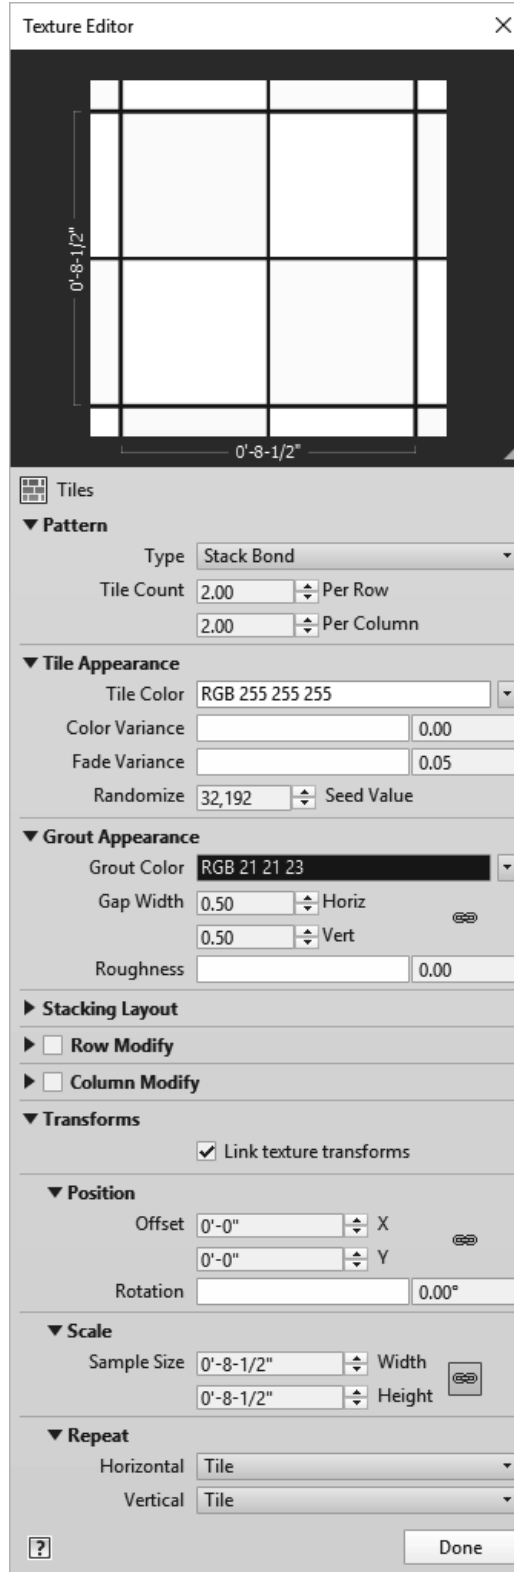 Texture Editor
0'-8-1/2"
0'-8-1/2"
Tiles
Pattern
Type Stack Bond
Tile Count 2.00 Per Row
2.00 Per Column
Tile Appearance
Tile Color RGB 255 255 255
Color Variance 0.00
Fade Variance 0.05
Randomize 32,192 Seed Value
Grout Appearance
Grout Color RGB 21 21 23
Gap Width 0.50 Horiz
0.50 Vert
Roughness 0.00
Stacking Layout
Row Modify
Column Modify
Transforms
Link texture transforms
Position
Offset 0'-0" X
0'-0" Y
Rotation 0.00°
Scale
Sample Size 0'-8-1/2" Width
0'-8-1/2" Height
Repeat
Horizontal Tile
Vertical Tile
? Done